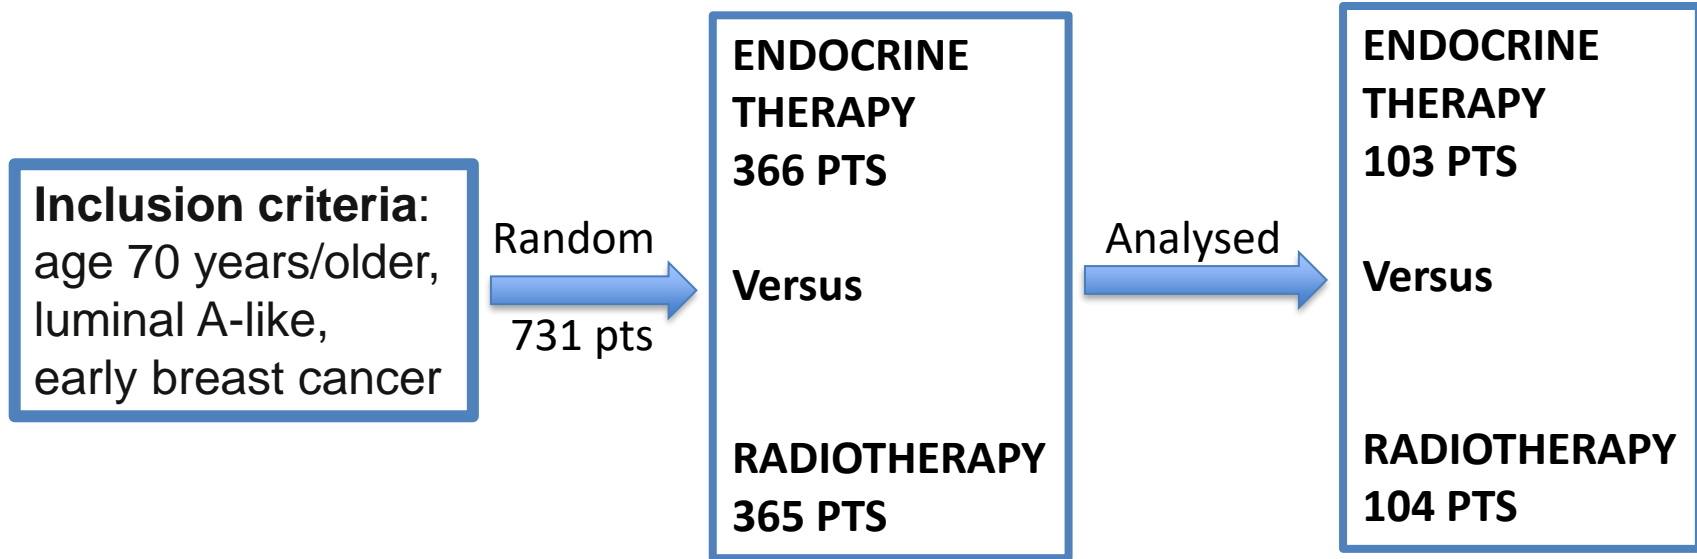 Inclusion criteria:
age 70 years/older,
luminal A-like,
early breast cancer
Random
731 pts
ENDOCRINE
THERAPY
366 PTS
Versus
RADIOTHERAPY
365 PTS
Analysed
ENDOCRINE
THERAPY
103 PTS
Versus
RADIOTHERAPY
104 PTS